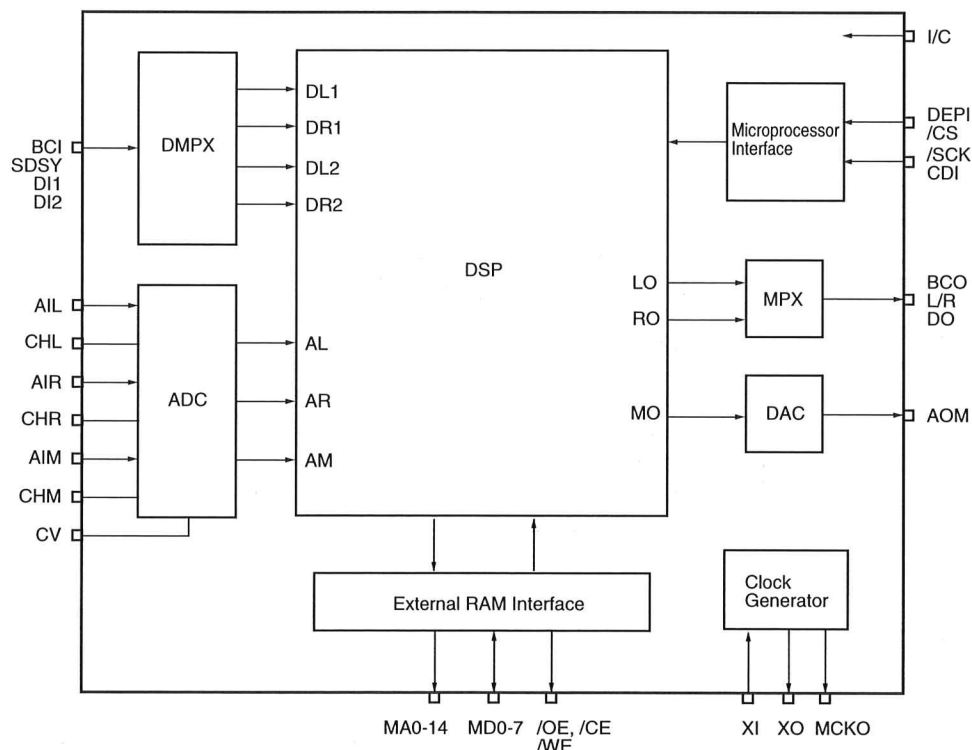 I/C
DMPX
DL1
DR1
DL2
DR2
BCI
SDSY
DI1
DI2
Microprocessor
Interface
DEPI
/CS
/SCK
CDI
DSP
LO
RO
MO
MPX
BCO
L/R
DO
DAC
AOM
AIL
CHL
AIR
CHR
AIM
CHM
CV
ADC
AL
AR
AM
External RAM Interface
Clock
Generator
MA0-14
MD0-7
/OE, /CE
/WE
XI
XO
MCKO